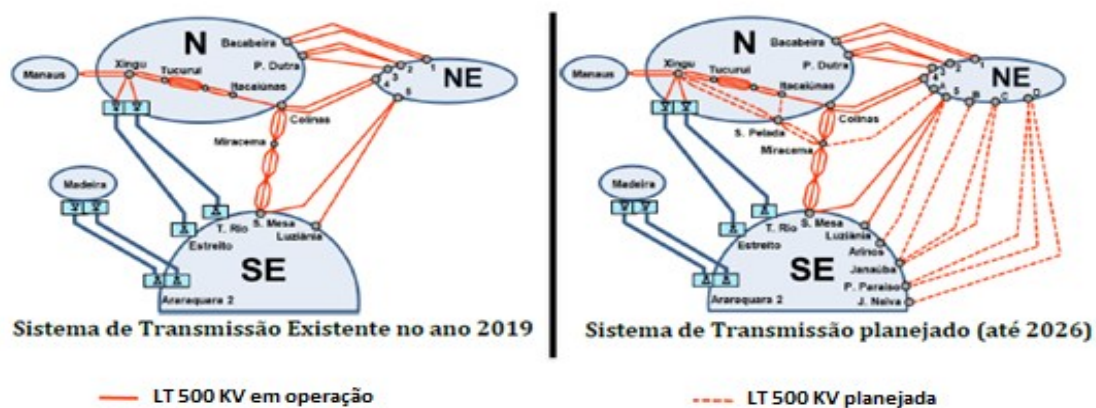 N
Bacabeira
Xingu
Tucuruí
P. Dutra
Manaus
Itacaiúnas
1
2
3
4
5
NE
Colinas
Miracema
Madeira
T. Rio
S. Mesa
Estreito
Luziânia
SE
Araraquara 2
Sistema de Transmissão Existente no ano 2019
LT 500 KV em operação
N
Bacabeira
Xingu
Tucuruí
P. Dutra
Manaus
Itacaiúnas
1
2
3
4
A
5
B
C
D
NE
Colinas
S. Pelada
Miracema
Madeira
T. Rio
S. Mesa
Estreito
Luziânia
Arinos
SE
Janaúba
P. Paraíso
Araraquara 2
J. Neiva
Sistema de Transmissão planejado (até 2026)
LT 500 KV planejada